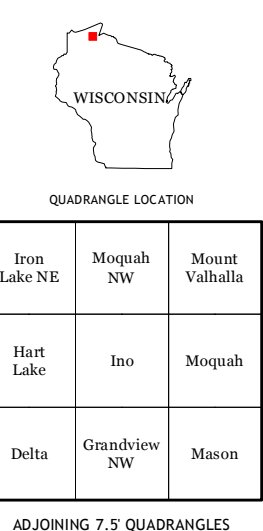 WISCONSIN
QUADRANGLE LOCATION
Iron
Lake NE
Moquah
NW
Mount
Valhalla
Hart
Lake
Ino
Moquah
Delta
Grandview
NW
Mason
ADJOINING 7.5' QUADRANGLES